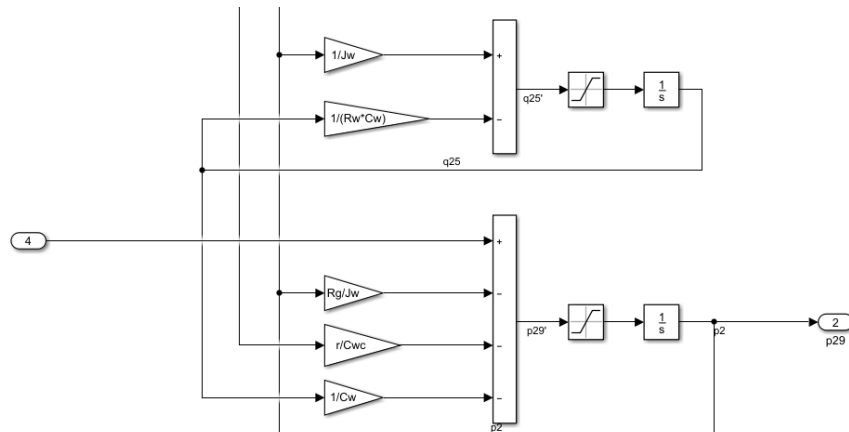 1/Jw
+
q25'
1
s
1/(Rw*Cw)
−
q25
4
+
Rg/Jw
−
p29'
1
s
p2
2
p29
r/Cwc
−
1/Cw
−
p2